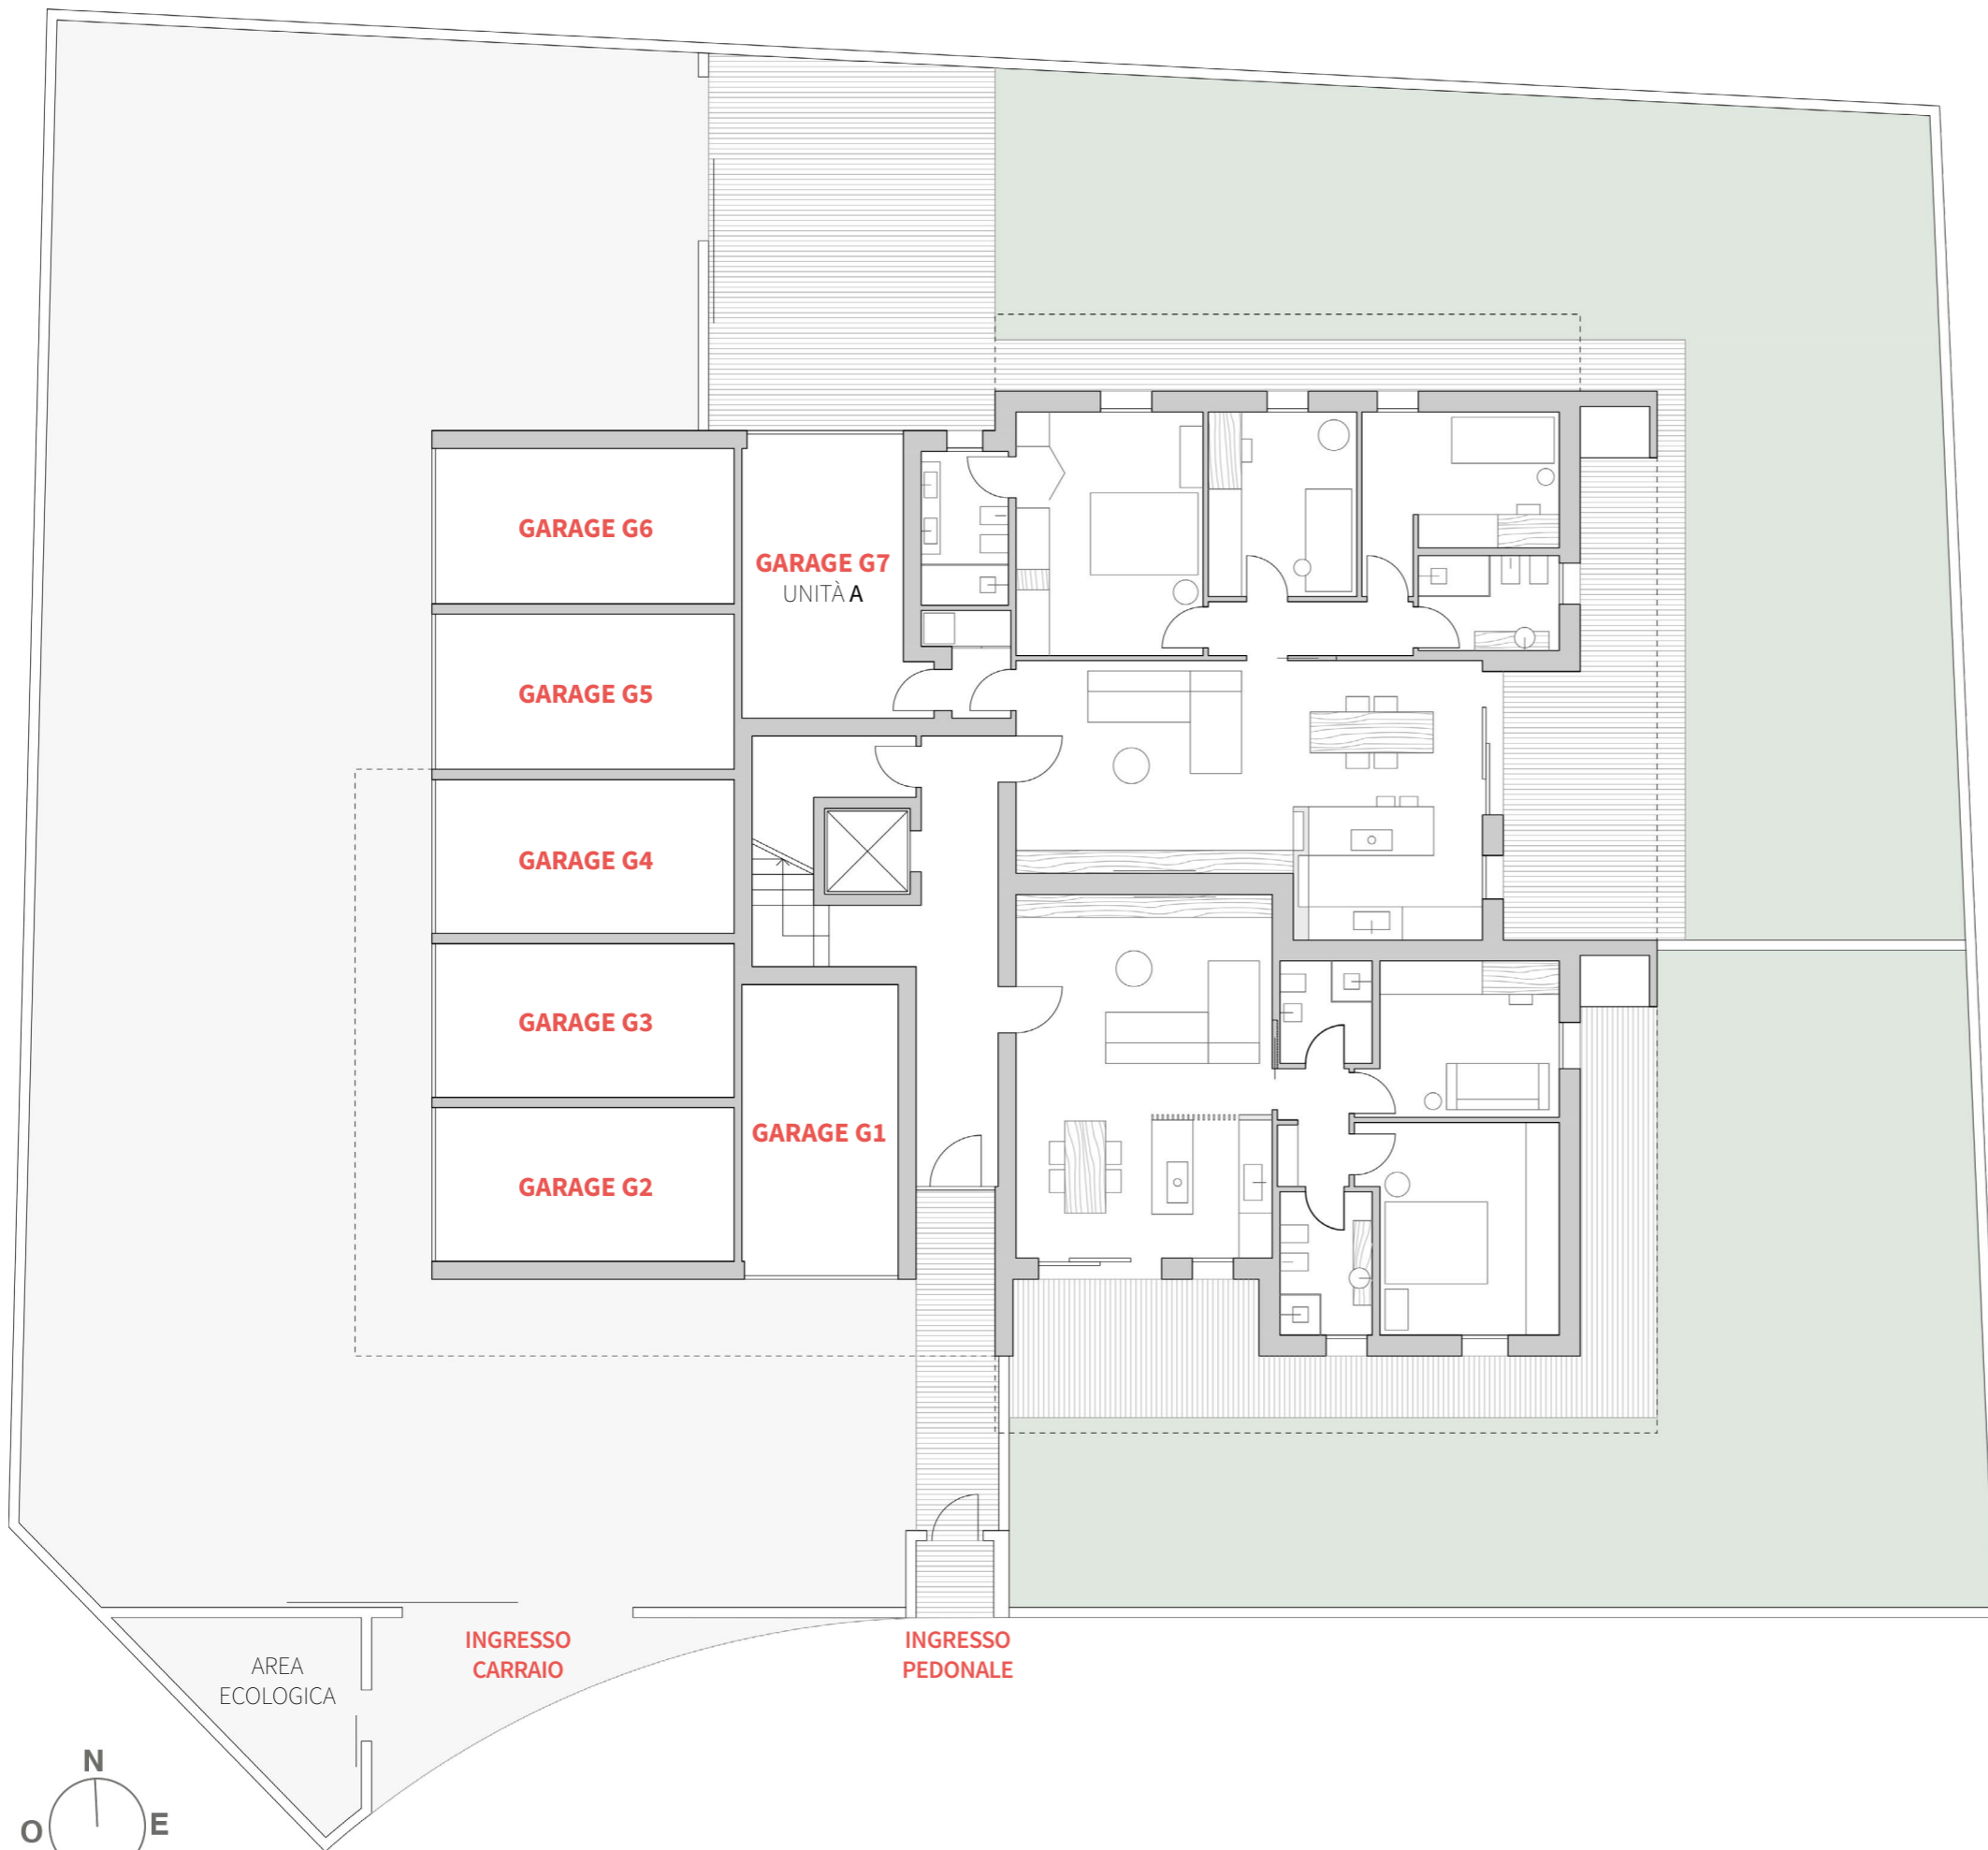 GARAGE G6
GARAGE G7
UNITÀ A
GARAGE G5
GARAGE G4
GARAGE G3
GARAGE G1
GARAGE G2
INGRESSO
CARRAIO
INGRESSO
PEDONALE
AREA
ECOLOGICA
N
O
E